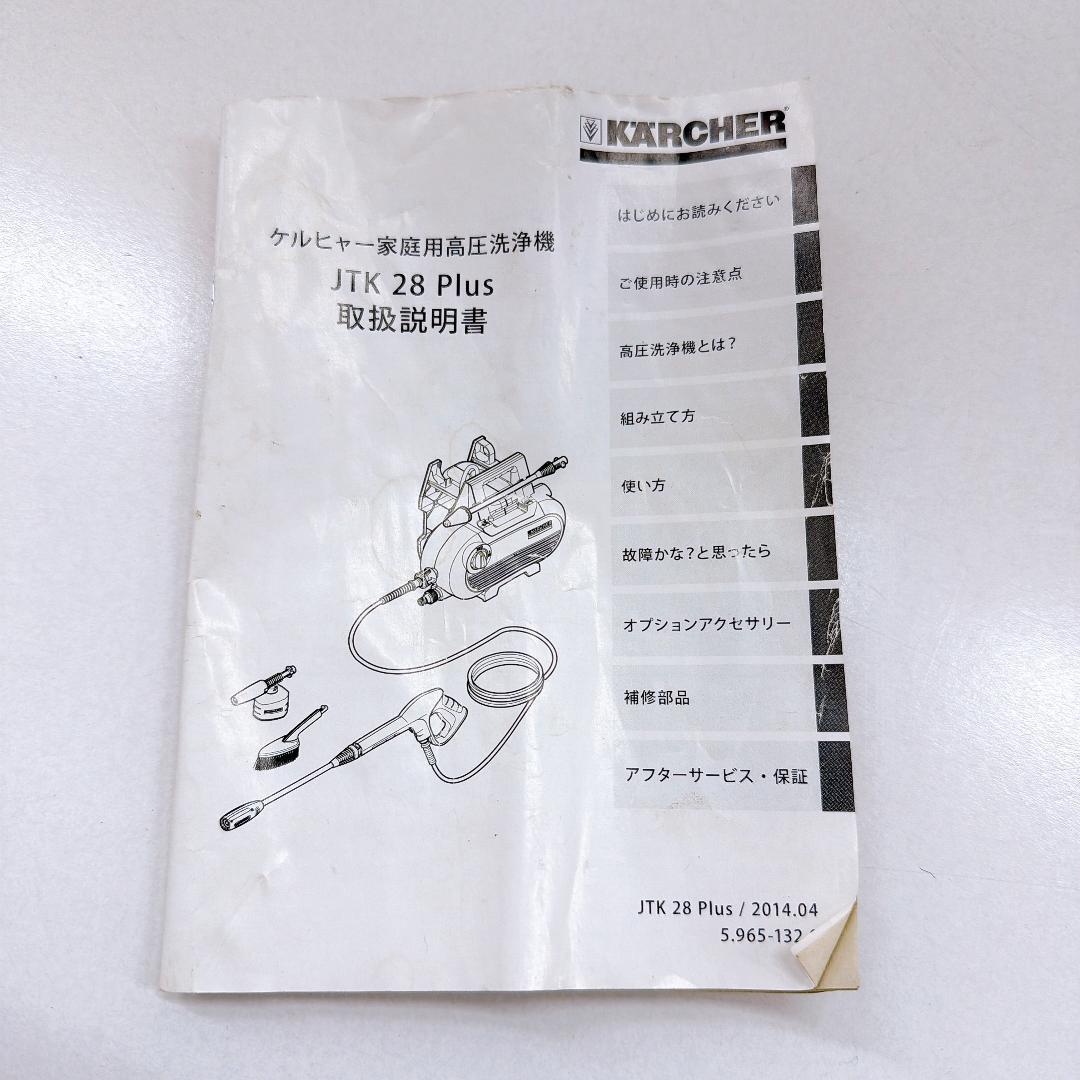 KÄRCHER
ケルヒャー家庭用高圧洗浄機
JTK 28 Plus
取扱説明書
はじめにお読みください
ご使用時の注意点
高圧洗浄機とは?
組み立て方
使い方
故障かな?と思ったら
オプションアクセサリー
補修部品
アフターサービス・保証
JTK 28 Plus / 2014.04
5.965-132